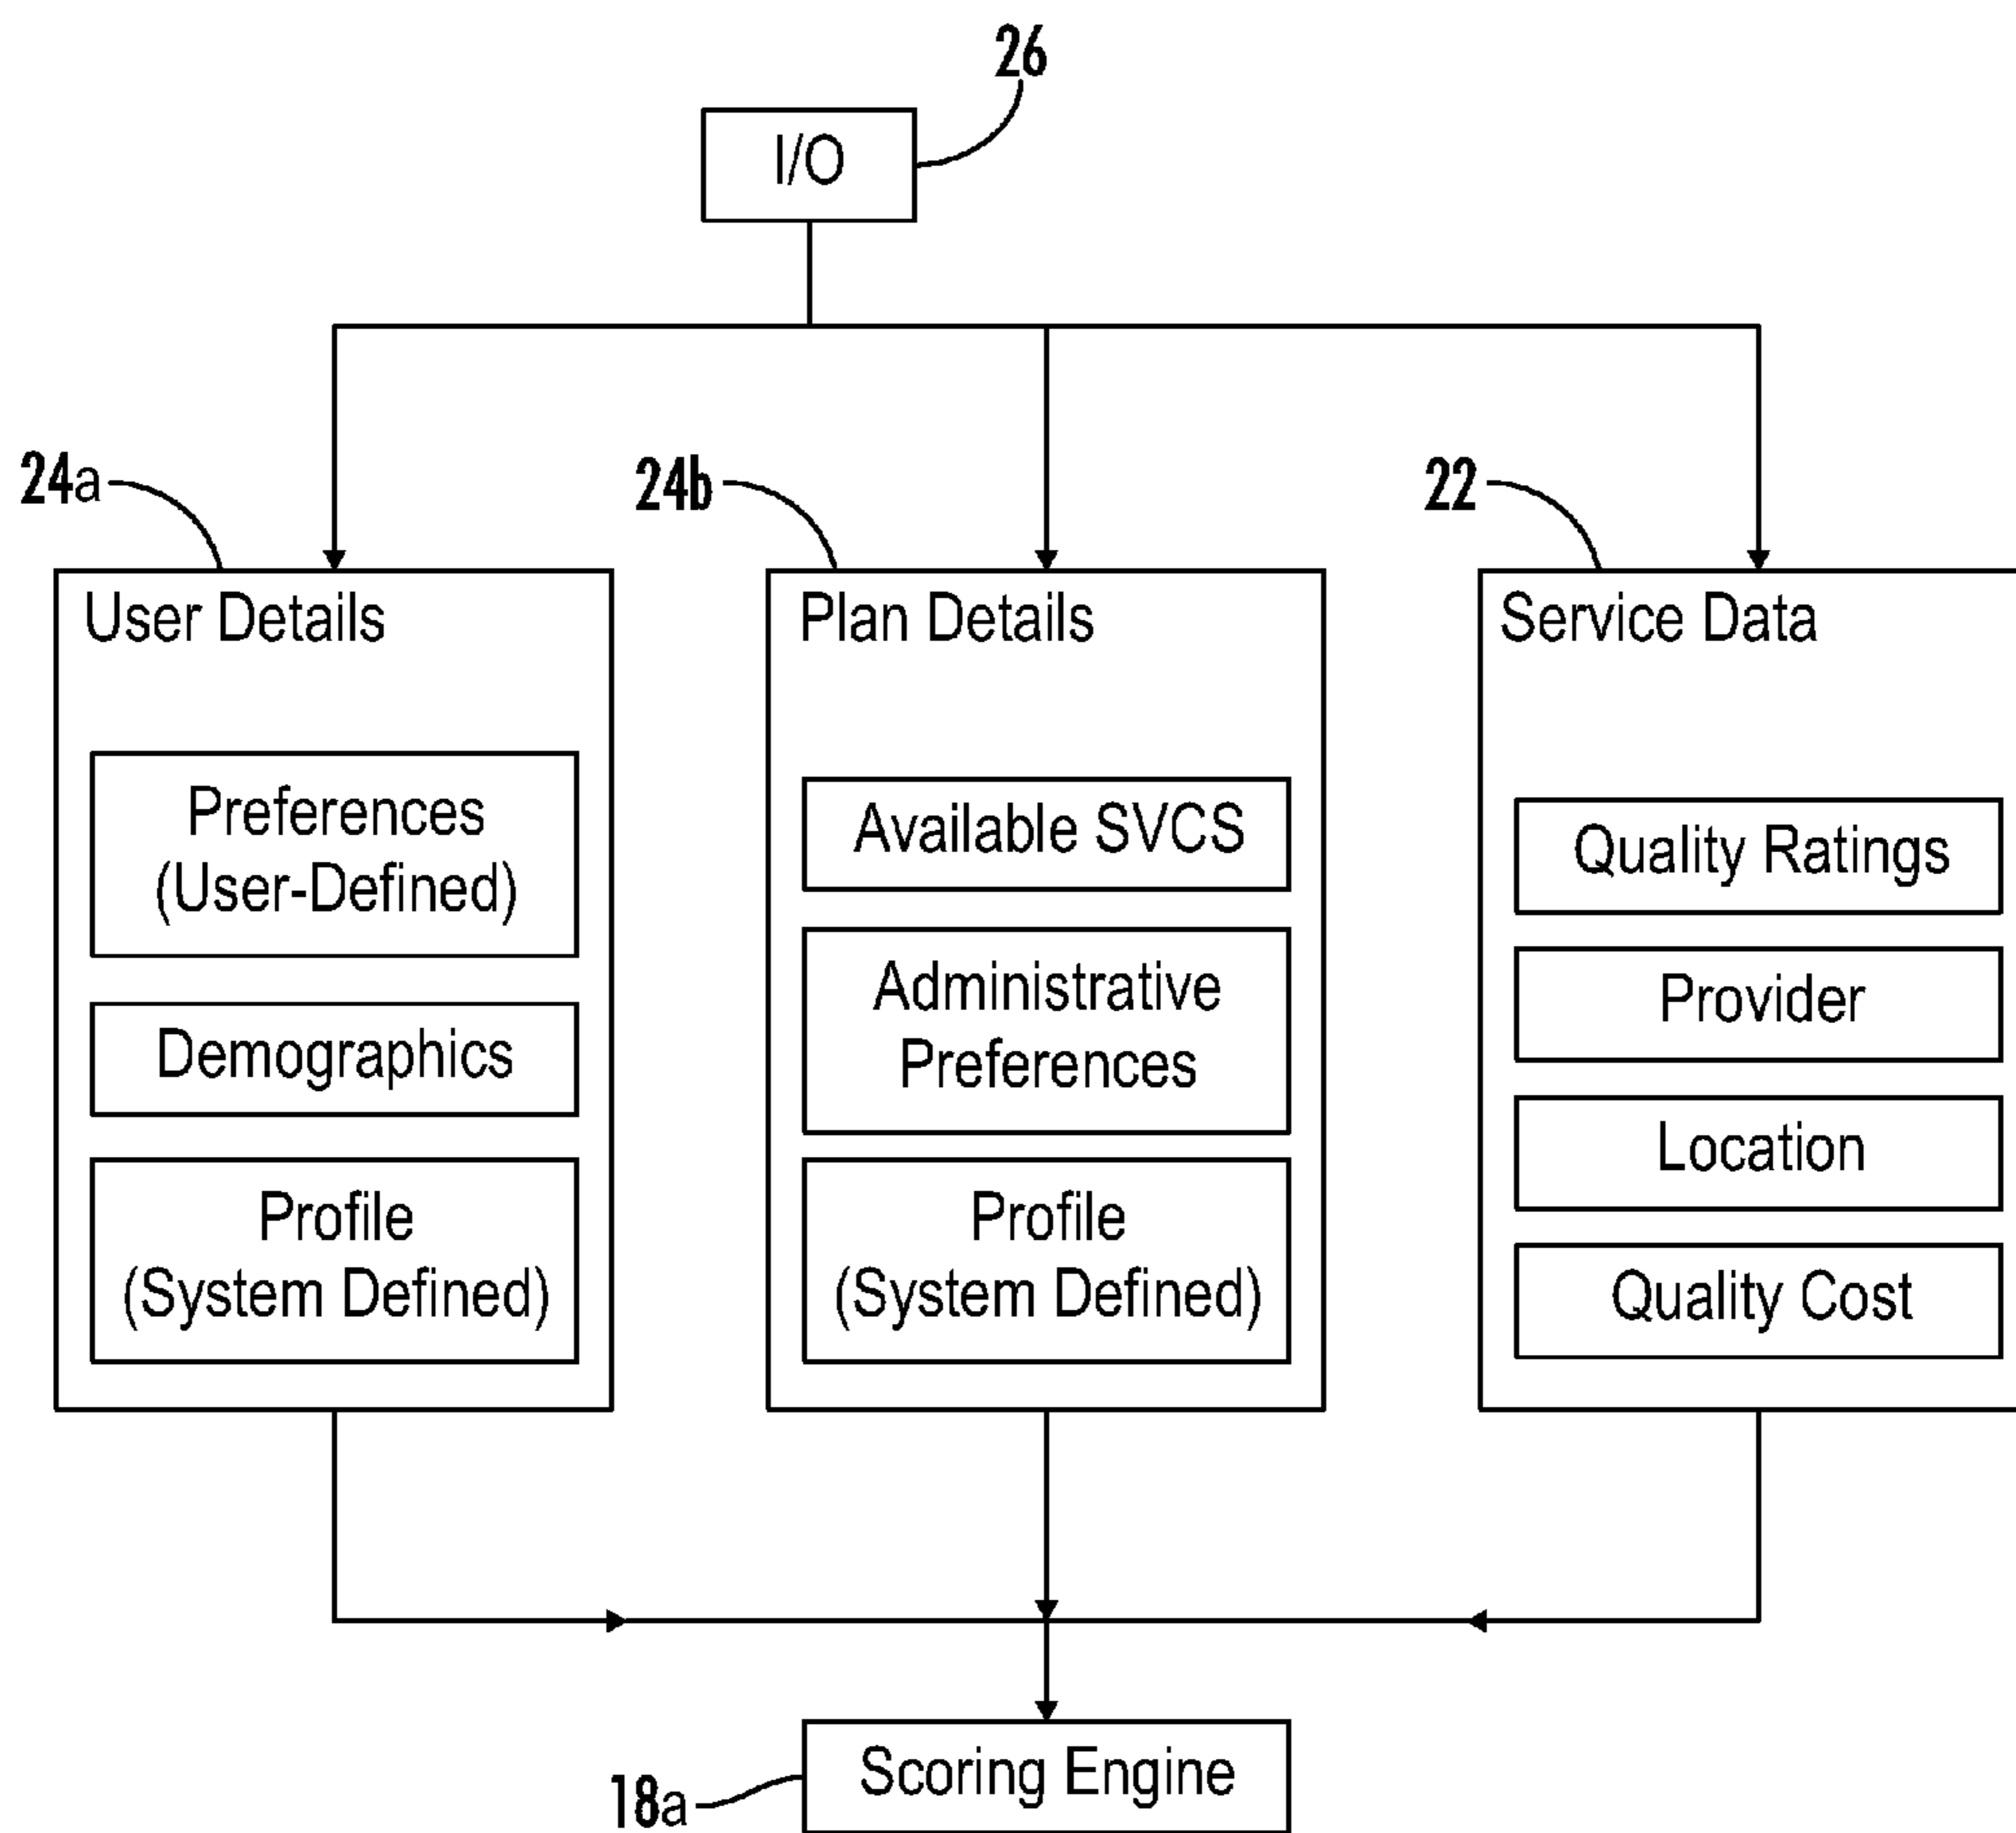 26
I/O
24a
24b
22
User Details
Preferences
(User-Defined)
Demographics
Profile
(System Defined)
Plan Details
Available SVCS
Administrative
Preferences
Profile
(System Defined)
Service Data
Quality Ratings
Provider
Location
Quality Cost
Scoring Engine
18a